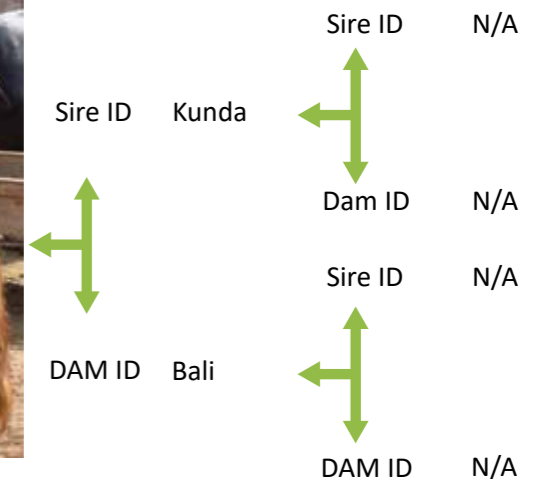 Sire ID N/A
Sire ID Kunda
Dam ID N/A
Sire ID N/A
DAM ID Bali
DAM ID N/A